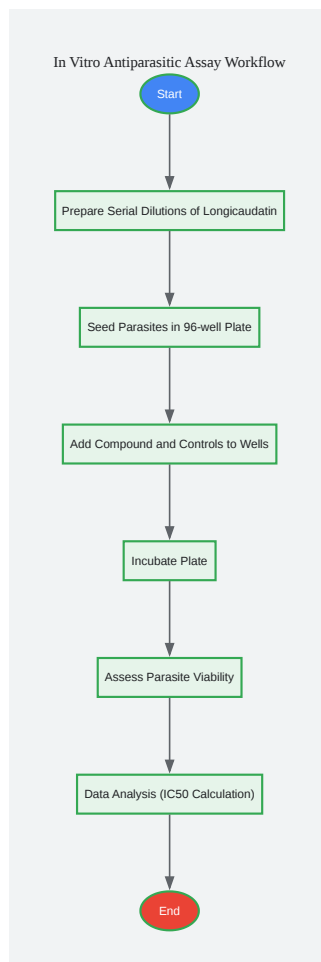 In Vitro Antiparasitic Assay Workflow
Start
Prepare Serial Dilutions of Longicaudatin
Seed Parasites in 96-well Plate
Add Compound and Controls to Wells
Incubate Plate
Assess Parasite Viability
Data Analysis (IC50 Calculation)
End